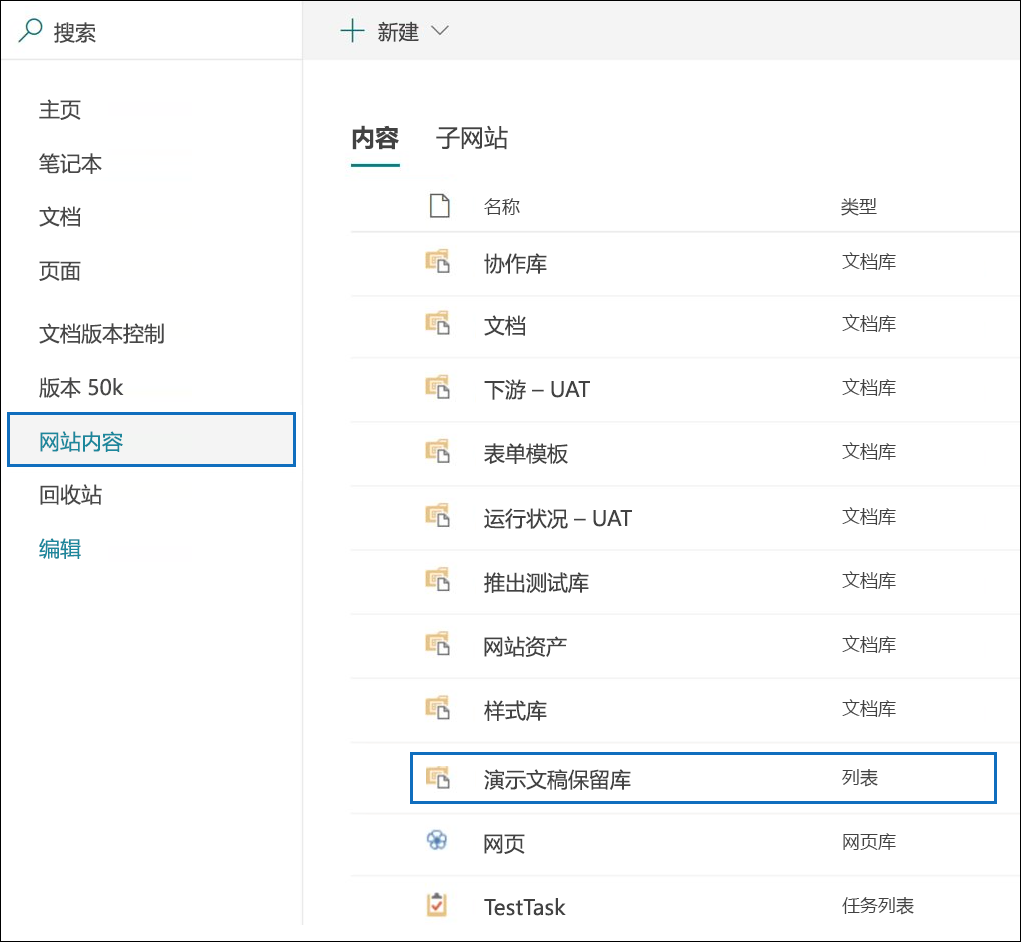 搜索
新建
主页
笔记本
文档
页面
文档版本控制
版本 50k
网站内容
回收站
编辑
内容 子网站
名称 类型
协作库 文档库
文档 文档库
下游 – UAT 文档库
表单模板 文档库
运行状况 – UAT 文档库
推出测试库 文档库
网站资产 文档库
样式库 文档库
演示文稿保留库 列表
网页 网页库
TestTask 任务列表